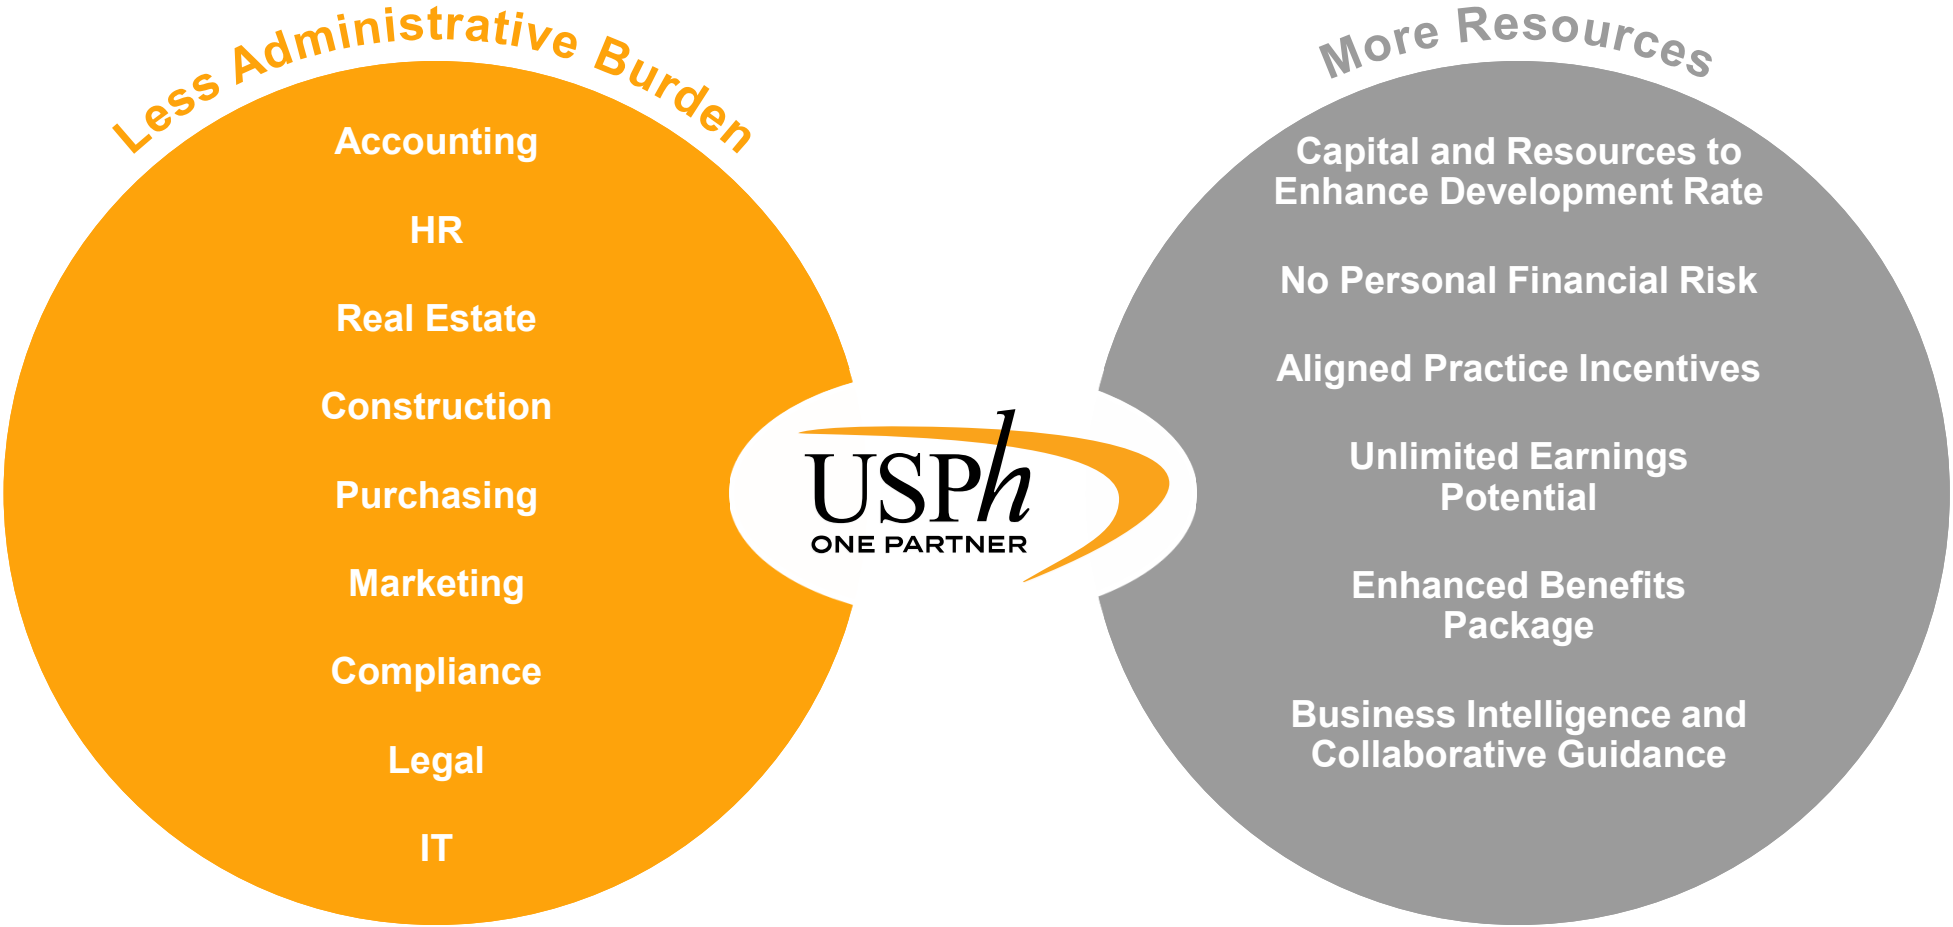 Less Administrative Burden
Accounting
HR
Real Estate
Construction
Purchasing
Marketing
Compliance
Legal
IT
USPh
ONE PARTNER
More Resources
Capital and Resources to
Enhance Development Rate
No Personal Financial Risk
Aligned Practice Incentives
Unlimited Earnings
Potential
Enhanced Benefits
Package
Business Intelligence and
Collaborative Guidance